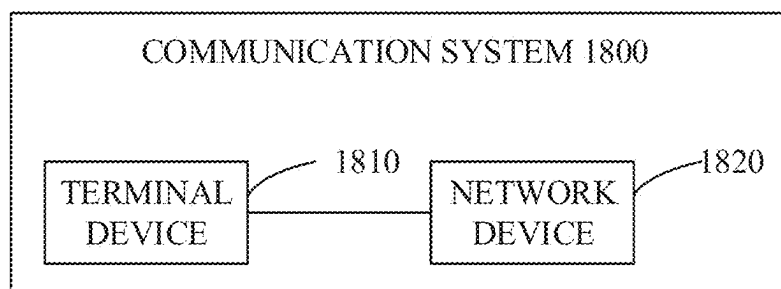 COMMUNICATION SYSTEM 1800
1810
1820
TERMINAL
DEVICE
NETWORK
DEVICE